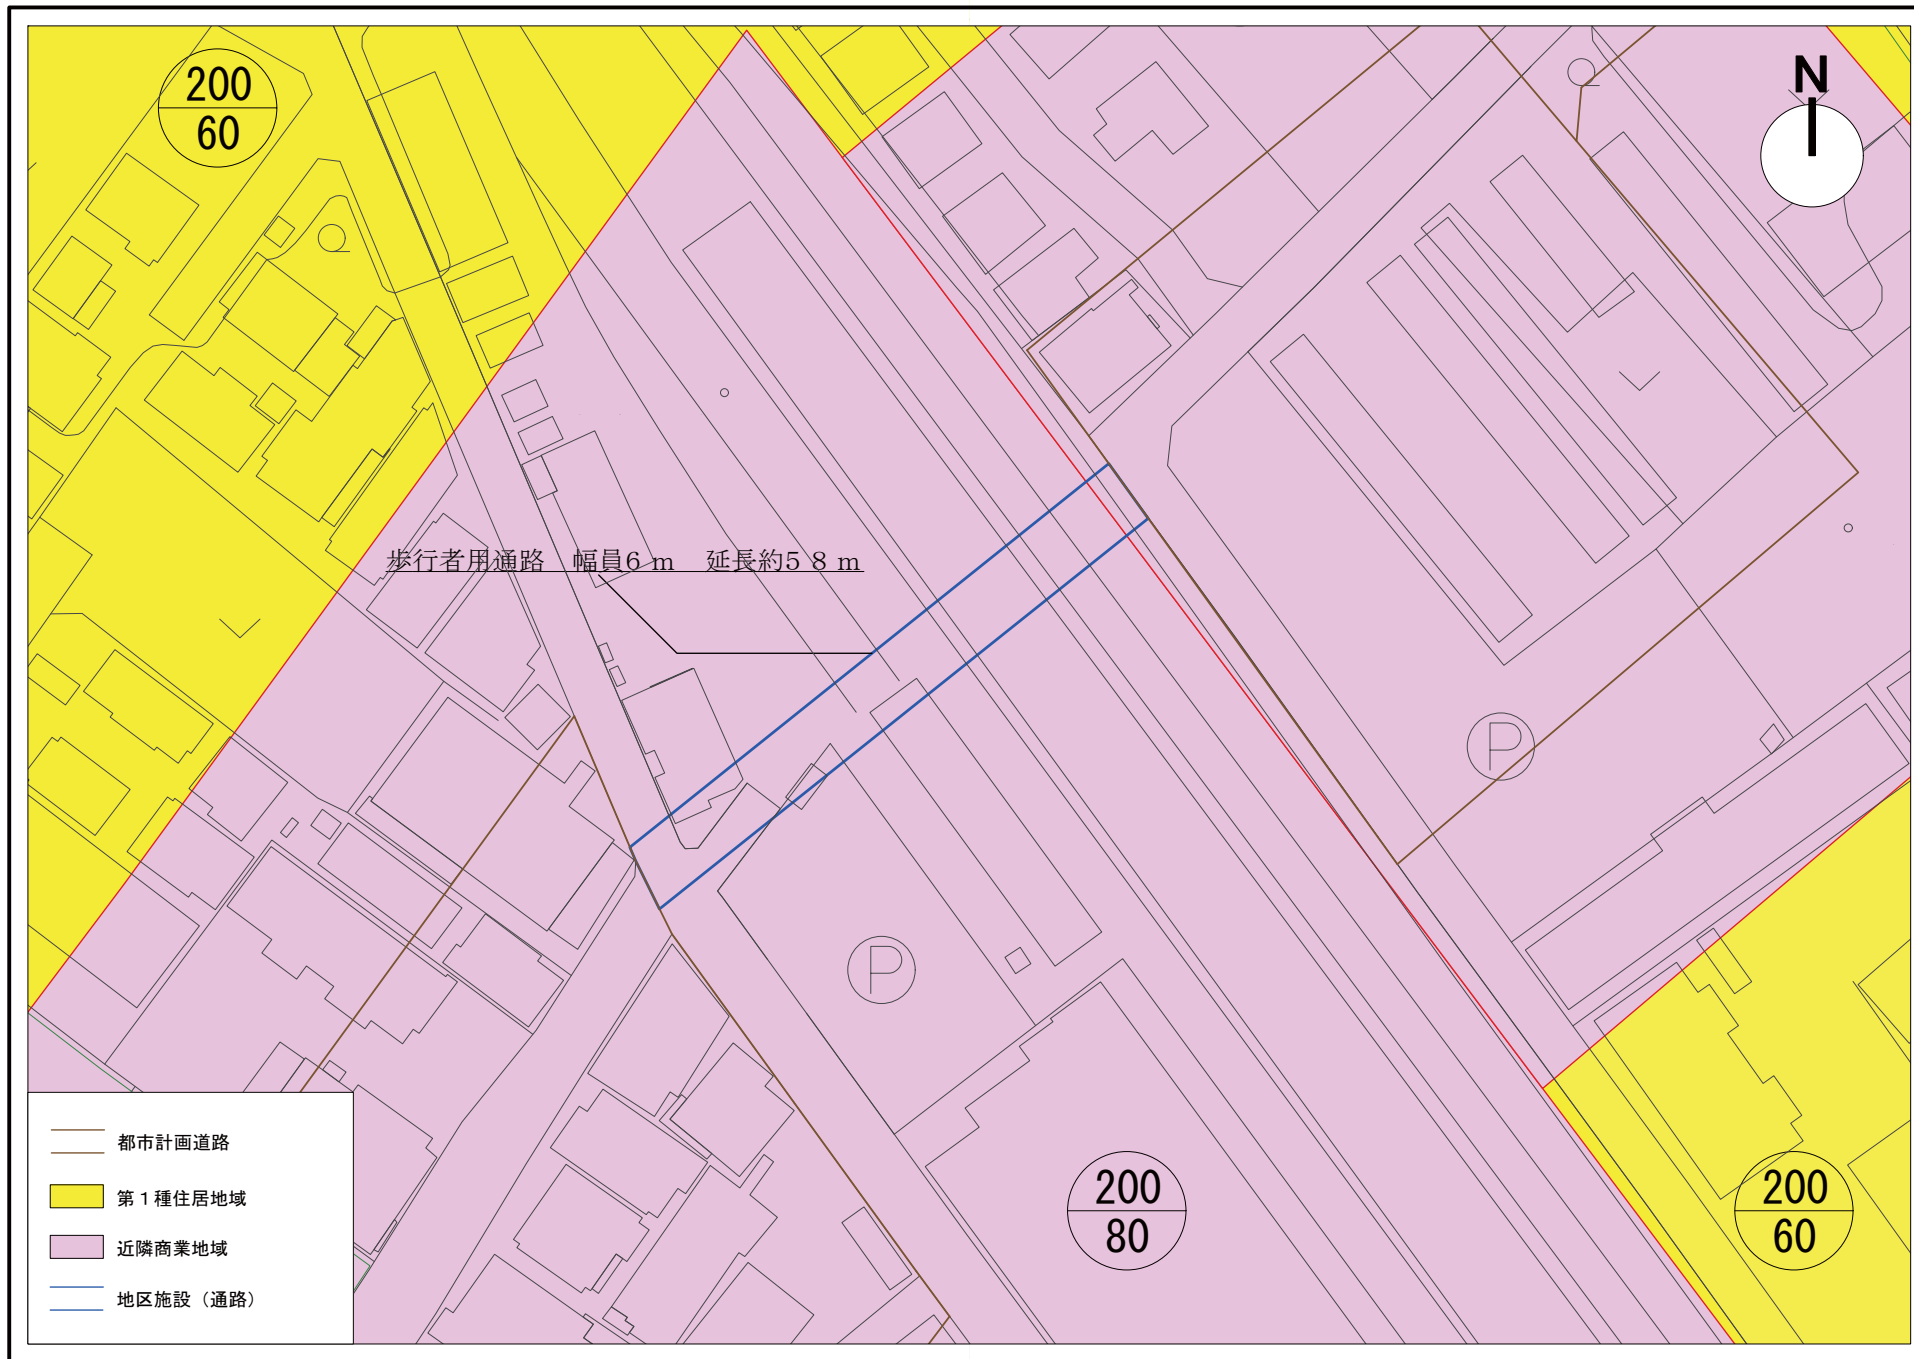 200
60
N
歩行者用通路　幅員6ｍ　延長約5８ｍ
P
P
200
80
200
60
都市計画道路
第１種住居地域
近隣商業地域
地区施設（通路）